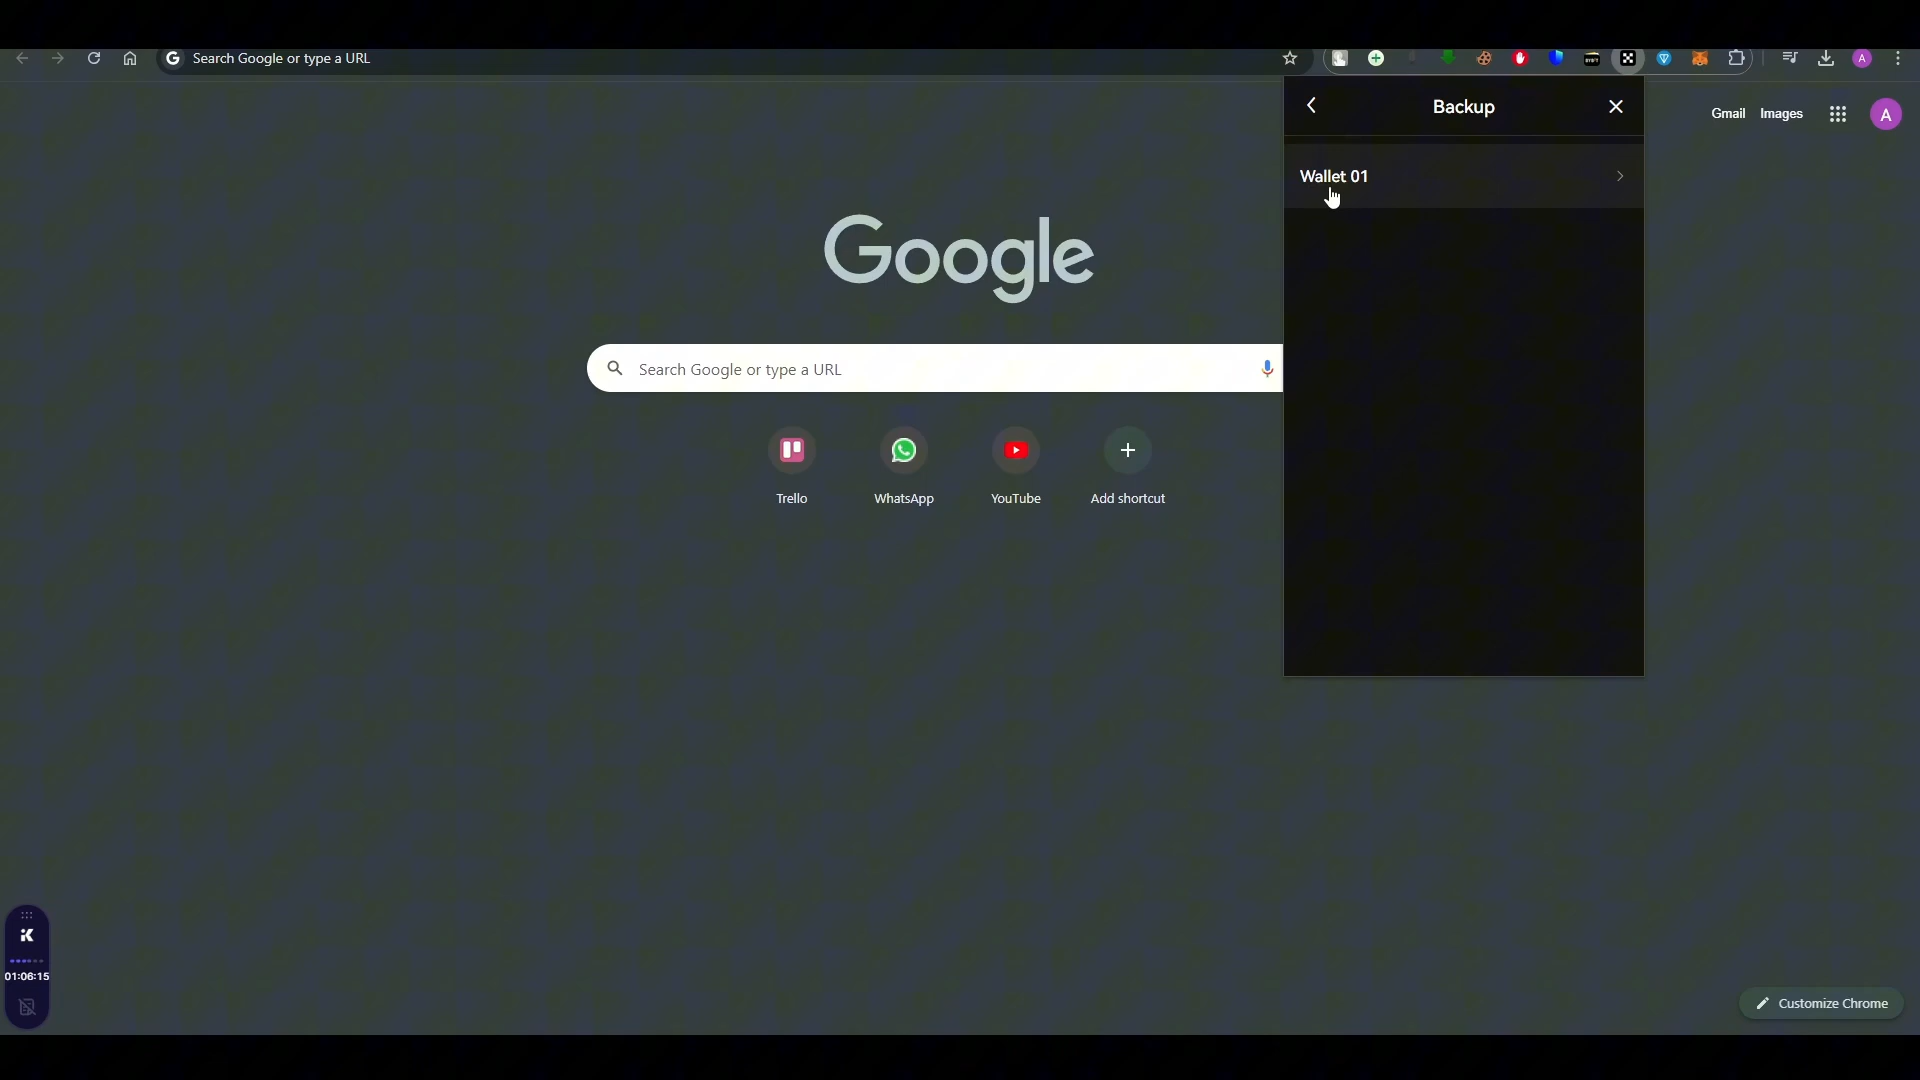 Search Google or type a URL
Backup
Gmail
Images
A
A
Wallet 01
Google
Search Google or type a URL
Trello
WhatsApp
YouTube
Add shortcut
01:06:15
Customize Chrome